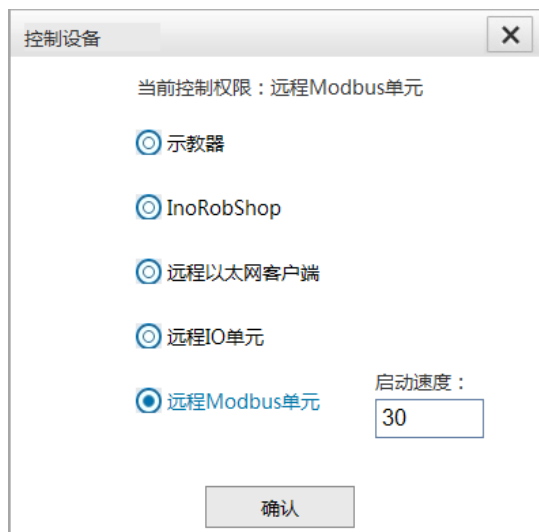 控制设备
当前控制权限：远程Modbus单元
示教器
InoRobShop
远程以太网客户端
远程IO单元
远程Modbus单元
启动速度：
30
确认